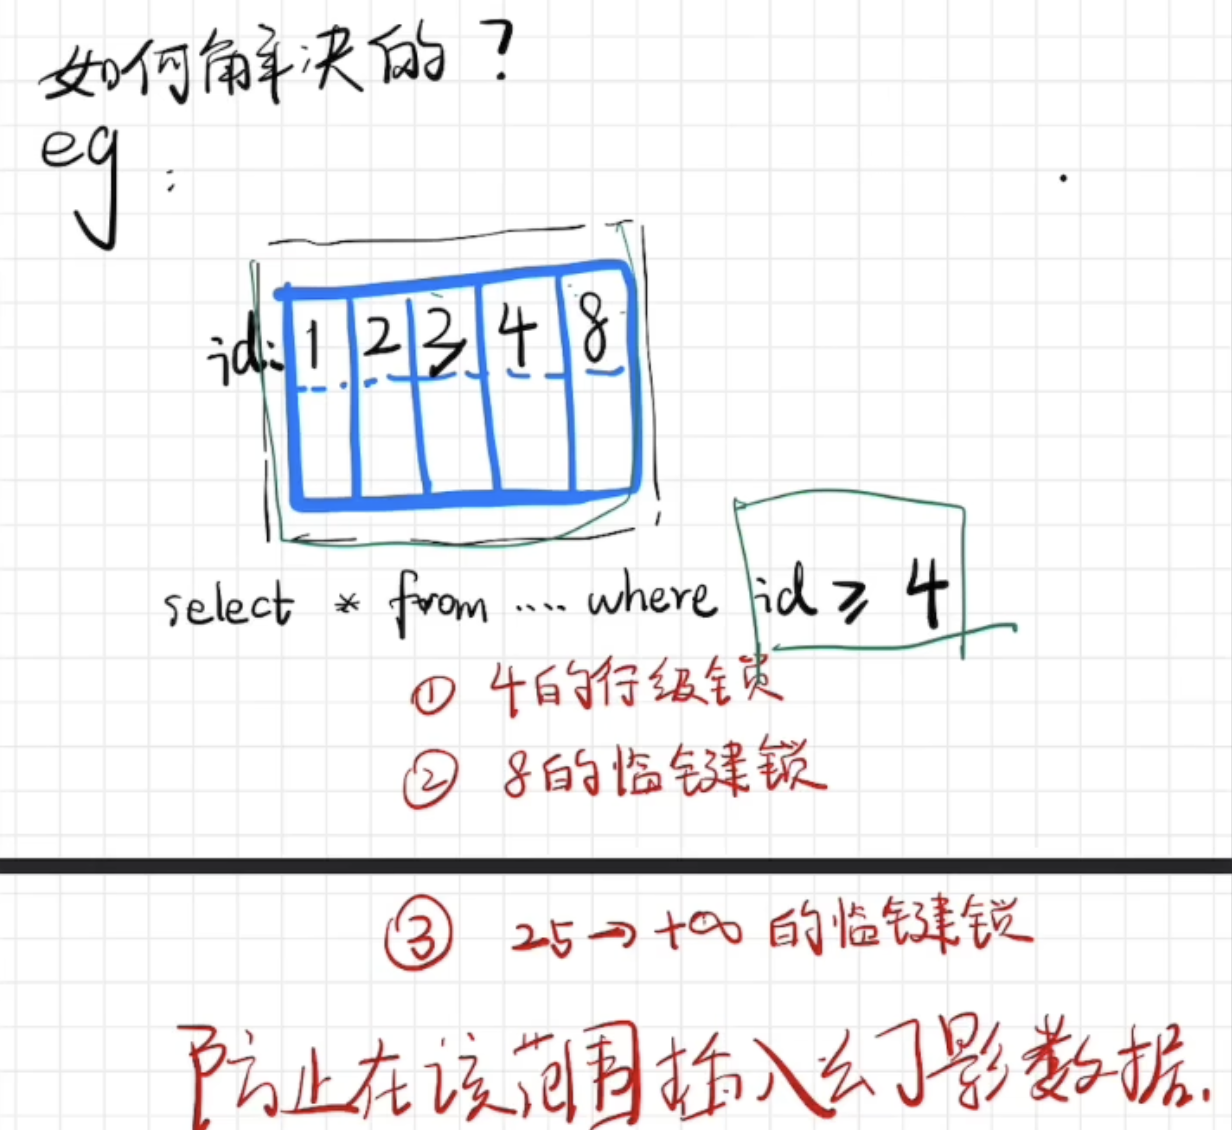 如何解决的？
eg：
id: 1 2 3 4 8
select * from .... where id ≥ 4
① 4的行级锁
② 8的临键锁
③ 25→+∞ 的临键锁
防止在该范围插入幻影数据.